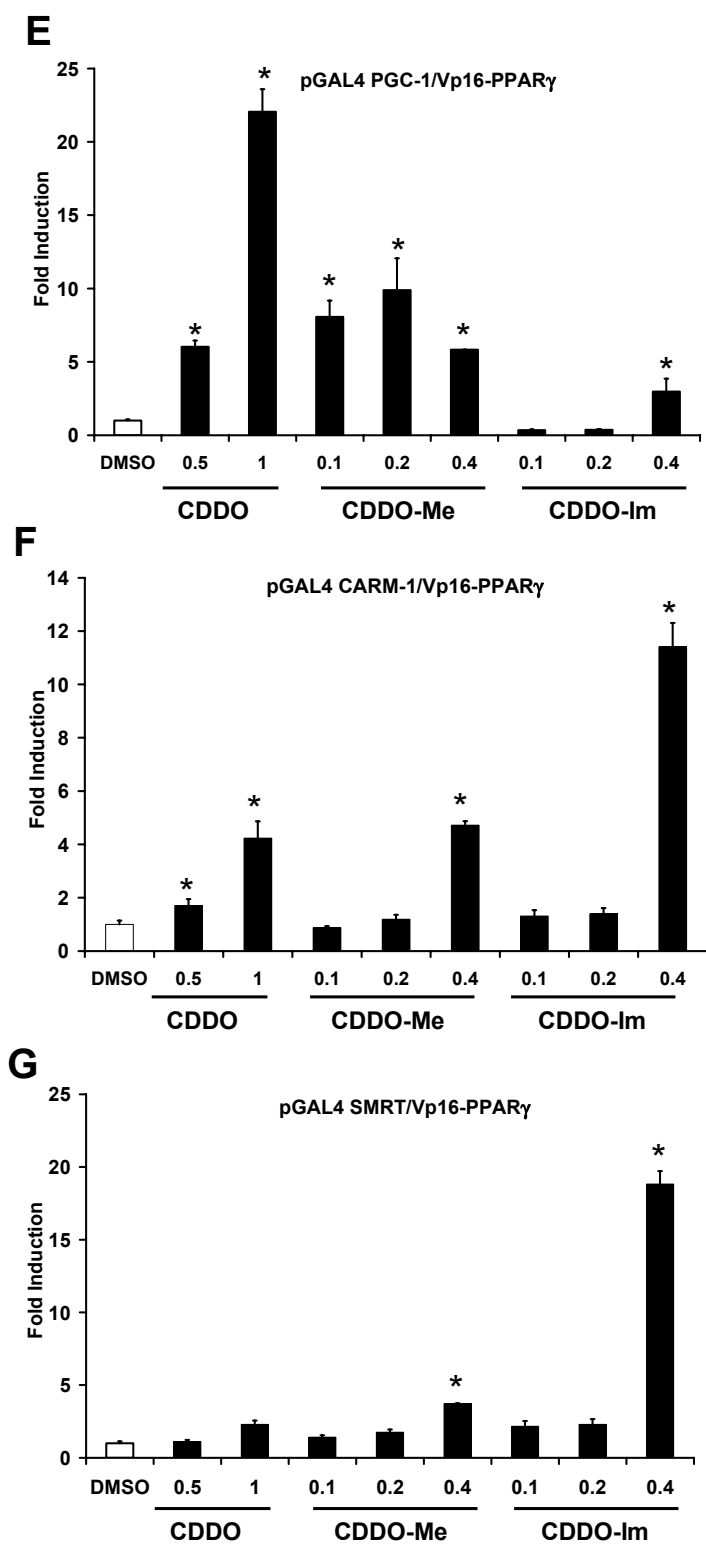 E
pGAL4 PGC-1/Vp16-PPARγ
Fold Induction
25
20
15
10
5
0
* * * * * *
DMSO 0.5 1 0.1 0.2 0.4 0.1 0.2 0.4
CDDO CDDO-Me CDDO-Im
F
pGAL4 CARM-1/Vp16-PPARγ
Fold Induction
14
12
10
8
6
4
2
0
* * * *
DMSO 0.5 1 0.1 0.2 0.4 0.1 0.2 0.4
CDDO CDDO-Me CDDO-Im
G
pGAL4 SMRT/Vp16-PPARγ
Fold Induction
25
20
15
10
5
0
* *
DMSO 0.5 1 0.1 0.2 0.4 0.1 0.2 0.4
CDDO CDDO-Me CDDO-Im